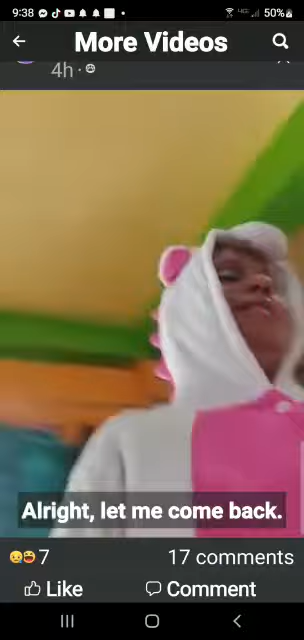 9:38
50%
More Videos
4h
Alright, let me come back.
7
17 comments
Like
Comment